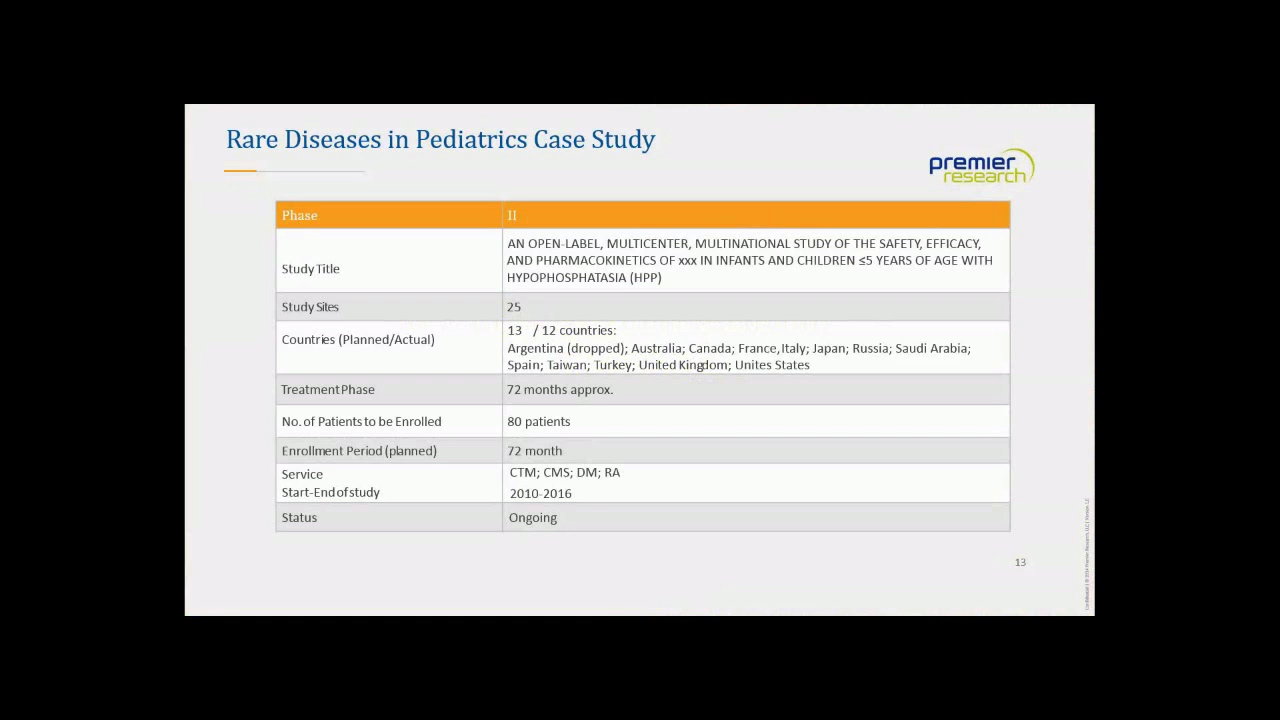 Rare Diseases in Pediatrics Case Study
premier
research
Phase
II
Study Title
AN OPEN-LABEL, MULTICENTER, MULTINATIONAL STUDY OF THE SAFETY, EFFICACY,
AND PHARMACOKINETICS OF xxx IN INFANTS AND CHILDREN ≤5 YEARS OF AGE WITH
HYPOPHOSPHATASIA (HPP)
Study Sites
25
Countries (Planned/Actual)
13 / 12 countries:
Argentina (dropped); Australia; Canada; France,Italy; Japan; Russia; Saudi Arabia;
Spain; Taiwan; Turkey; United Kingdom; Unites States
Treatment Phase
72 months approx.
No. of Patients to be Enrolled
80 patients
Enrollment Period (planned)
72 month
Service
CTM; CMS; DM; RA
Start-End of study
2010-2016
Status
Ongoing
13